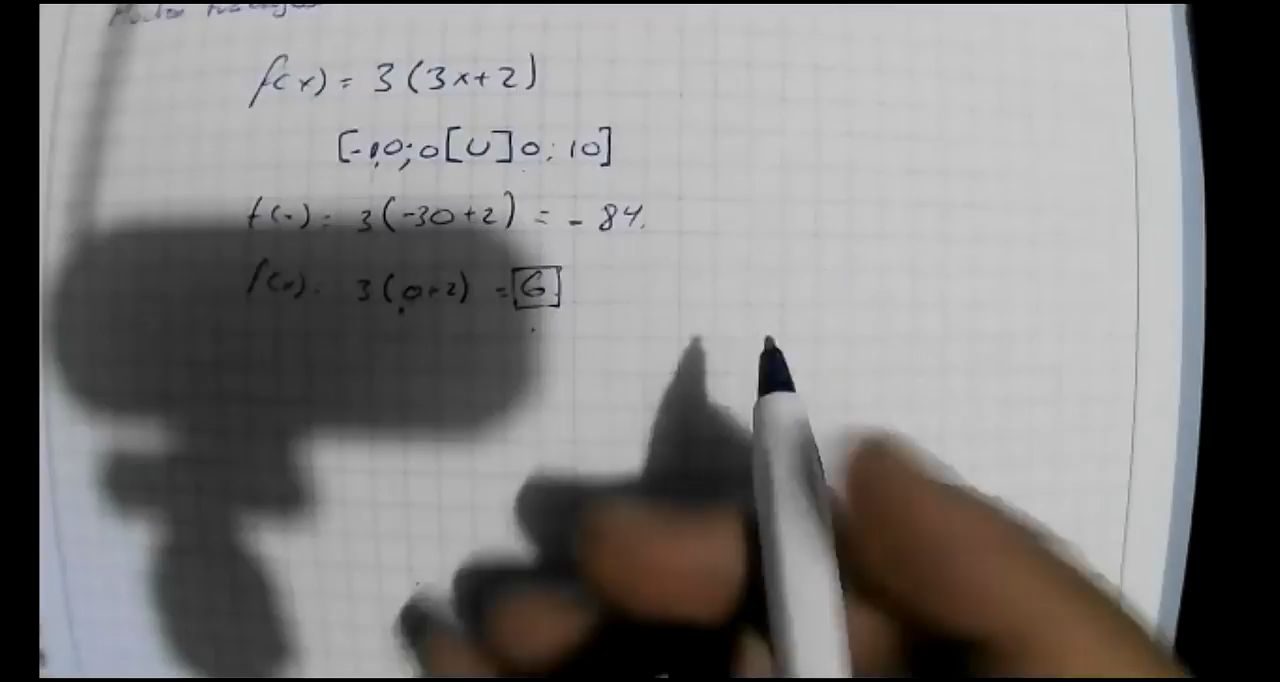 f(x) = 3(3x+2)
[-10;0[U]0;10]
f(x) = 3(-30+2) = -84.
f(x). 3(0+2) = 6